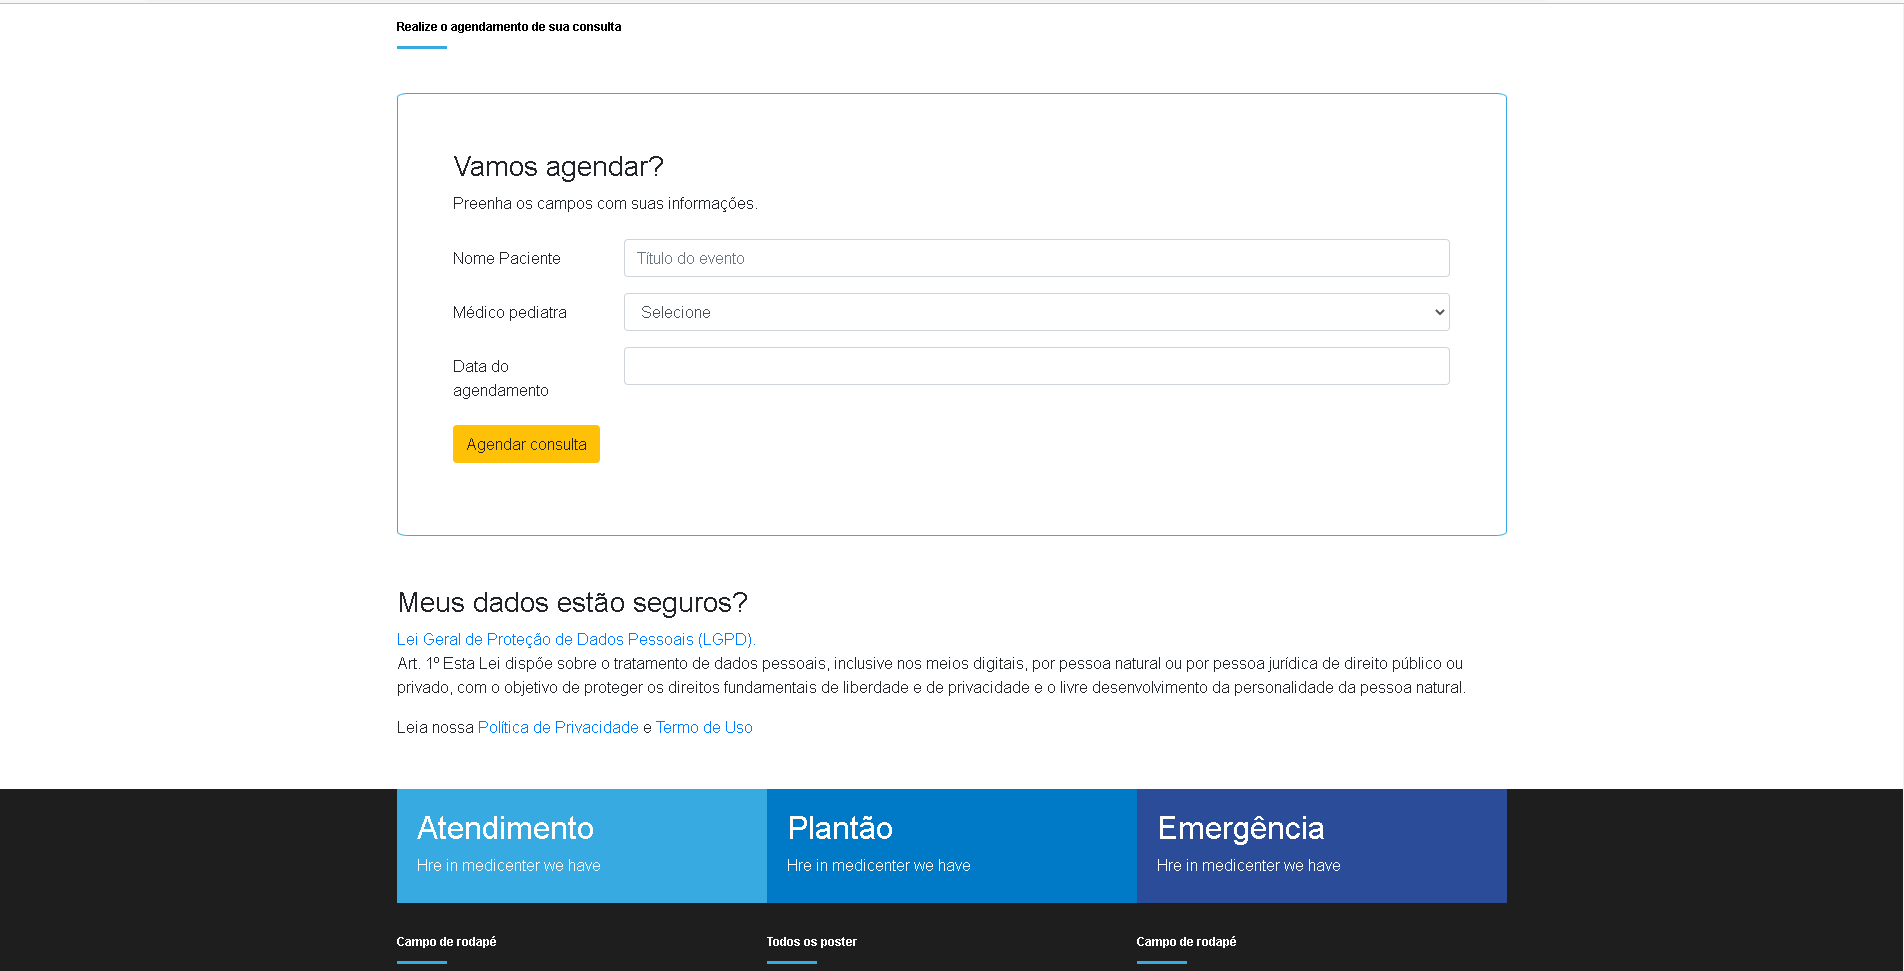 Realize o agendamento de sua consulta
Vamos agendar?
Preenha os campos com suas informações.
Nome Paciente
Título do evento
Médico pediatra
Selecione
Data do
agendamento
Agendar consulta
Meus dados estão seguros?
Lei Geral de Proteção de Dados Pessoais (LGPD).
Art. 1º Esta Lei dispõe sobre o tratamento de dados pessoais, inclusive nos meios digitais, por pessoa natural ou por pessoa jurídica de direito público ou
privado, com o objetivo de proteger os direitos fundamentais de liberdade e de privacidade e o livre desenvolvimento da personalidade da pessoa natural.
Leia nossa Política de Privacidade e Termo de Uso
Atendimento
Hre in medicenter we have
Plantão
Hre in medicenter we have
Emergência
Hre in medicenter we have
Campo de rodapé
Todos os poster
Campo de rodapé